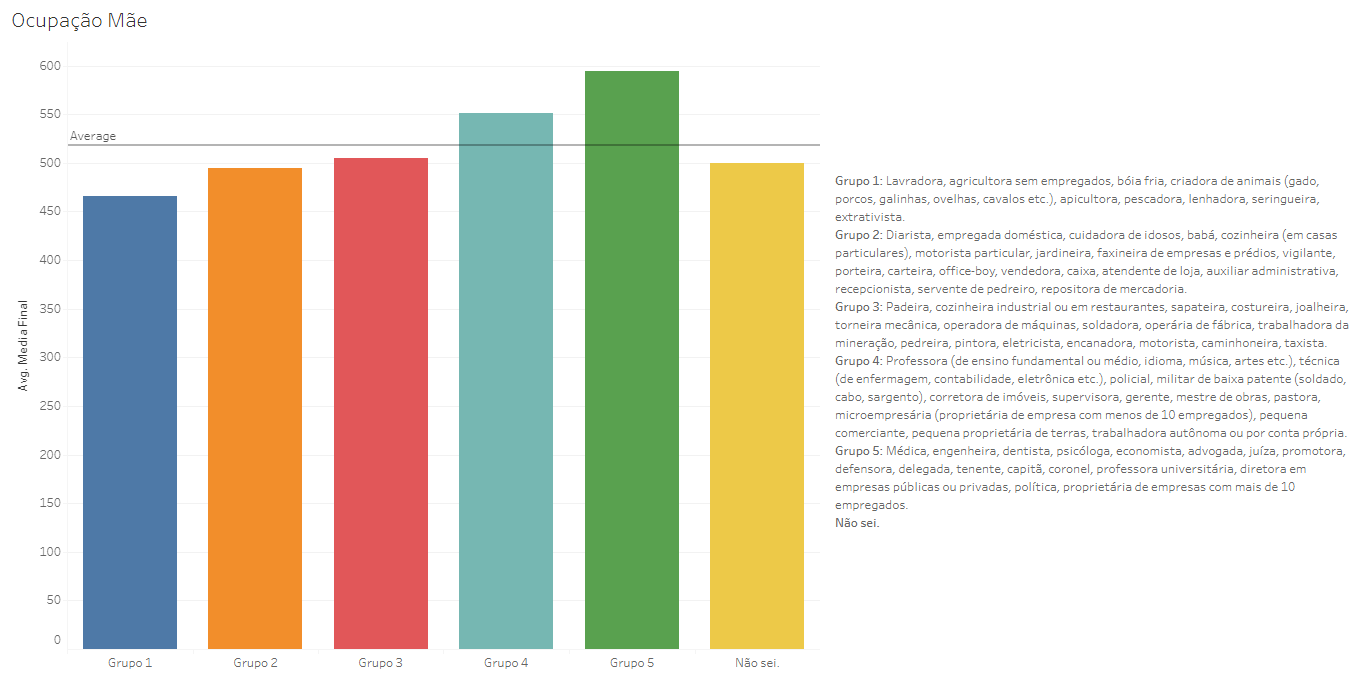 Ocupação Mãe
600
550
Average
500
450
400
350
300
250
200
150
100
50
0
Avg. Media Final
Grupo 1
Grupo 2
Grupo 3
Grupo 4
Grupo 5
Não sei.
Grupo 1: Lavradora, agricultora sem empregados, bóia fria, criadora de animais (gado,
porcos, galinhas, ovelhas, cavalos etc.), apicultora, pescadora, lenhadora, seringueira,
extrativista.
Grupo 2: Diarista, empregada doméstica, cuidadora de idosos, babá, cozinheira (em casas
particulares), motorista particular, jardineira, faxineira de empresas e prédios, vigilante,
porteira, carteira, office-boy, vendedora, caixa, atendente de loja, auxiliar administrativa,
recepcionista, servente de pedreiro, repositora de mercadoria.
Grupo 3: Padeira, cozinheira industrial ou em restaurantes, sapateira, costureira, joalheira,
torneira mecânica, operadora de máquinas, soldadora, operária de fábrica, trabalhadora da
mineração, pedreira, pintora, eletricista, encanadora, motorista, caminhoneira, taxista.
Grupo 4: Professora (de ensino fundamental ou médio, idioma, música, artes etc.), técnica
(de enfermagem, contabilidade, eletrônica etc.), policial, militar de baixa patente (soldado,
cabo, sargento), corretora de imóveis, supervisora, gerente, mestre de obras, pastora,
microempresária (proprietária de empresa com menos de 10 empregados), pequena
comerciante, pequena proprietária de terras, trabalhadora autônoma ou por conta própria.
Grupo 5: Médica, engenheira, dentista, psicóloga, economista, advogada, juíza, promotora,
defensora, delegada, tenente, capitã, coronel, professora universitária, diretora em
empresas públicas ou privadas, política, proprietária de empresas com mais de 10
empregados.
Não sei.